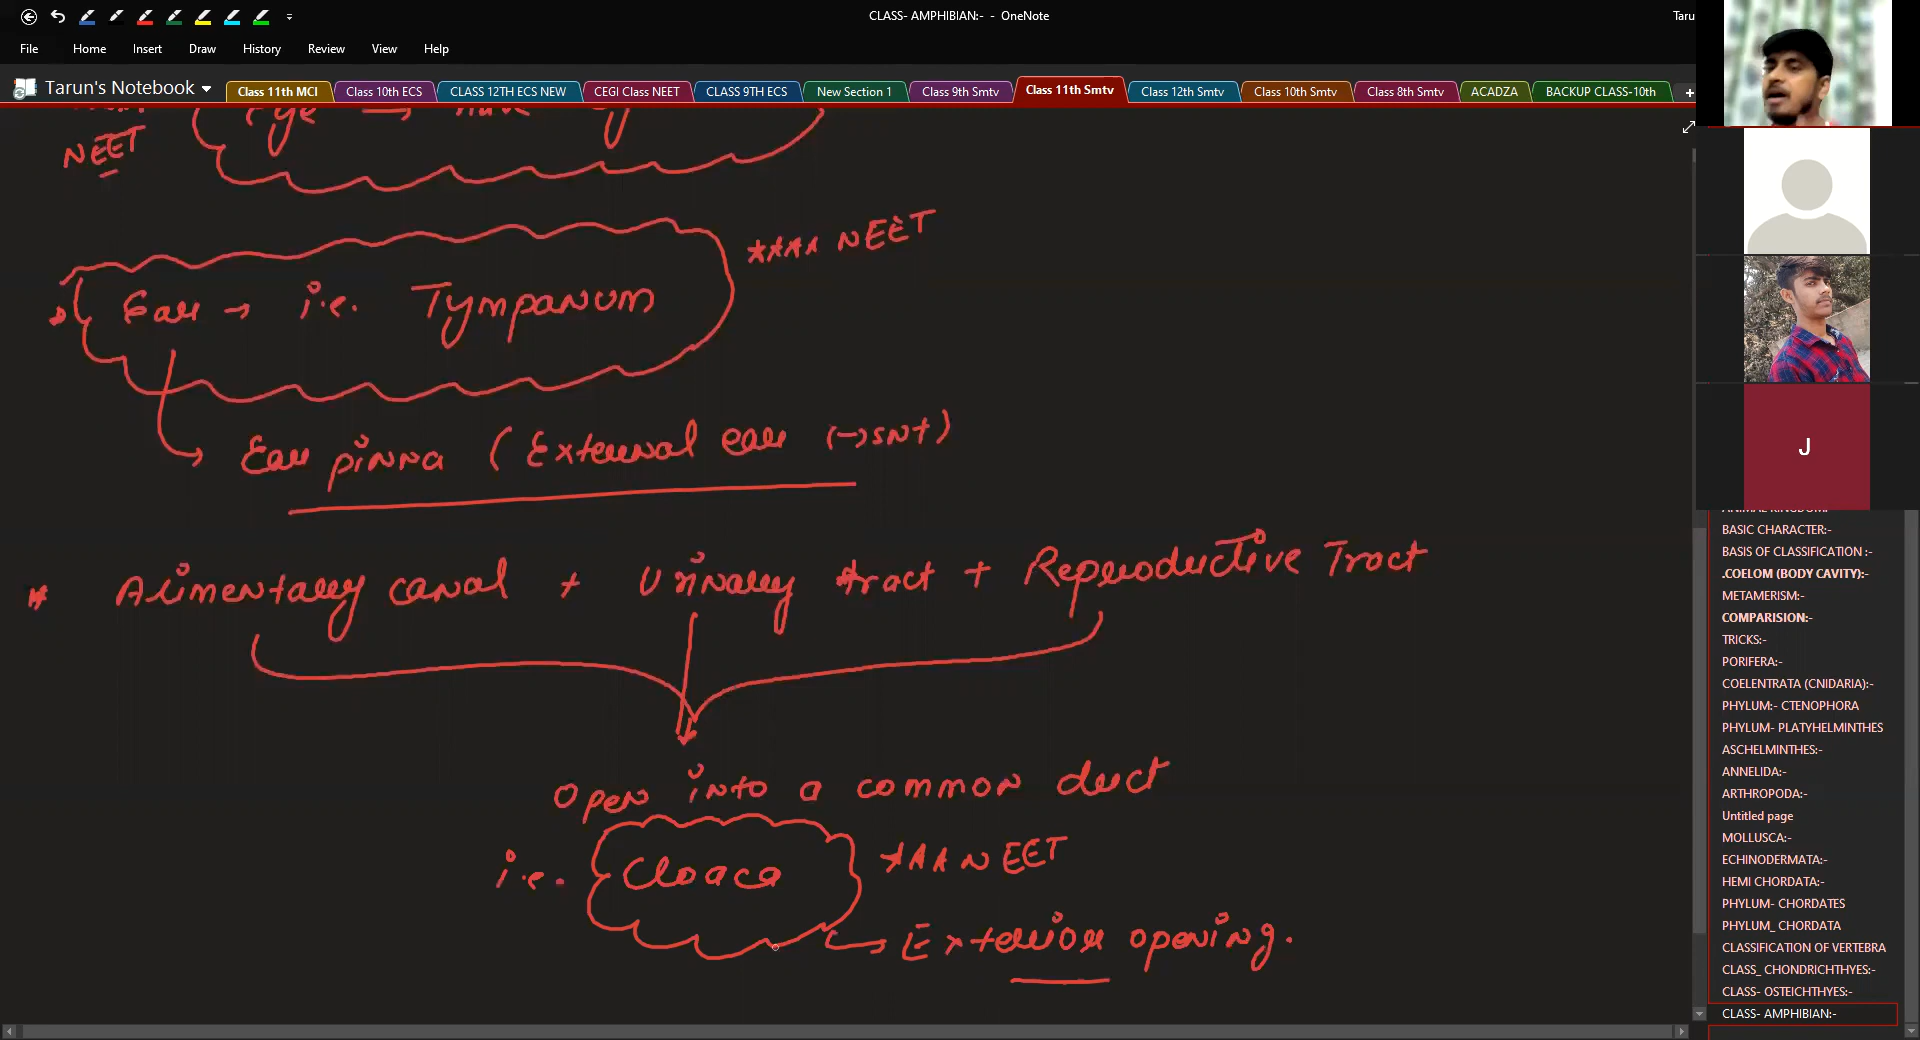 CLASS- AMPHIBIAN:- - OneNote
Taru
File Home Insert Draw History Review View Help
Tarun's Notebook
Class 11th MCI Class 10th ECS CLASS 12TH ECS NEW CEGI Class NEET CLASS 9TH ECS New Section 1 Class 9th Smtv Class 11th Smtv Class 12th Smtv Class 10th Smtv Class 8th Smtv ACADZA BACKUP CLASS-10th
Eye → have
NEET
**** NEET
Ear → i.e. Tympanum
Ear pinna (External ear
Alimentary canal + Urinary tract + Reproductive Tract
Open into a common duct
i.e. Cloaca *** NEET
Exterior opening.
J
BASIC CHARACTER:-
BASIS OF CLASSIFICATION :-
.COELOM (BODY CAVITY):-
METAMERISM:-
COMPARISION:-
TRICKS:-
PORIFERA:-
COELENTRATA (CNIDARIA):-
PHYLUM:- CTENOPHORA
PHYLUM- PLATYHELMINTHES
ASCHELMINTHES:-
ANNELIDA:-
ARTHROPODA:-
Untitled page
MOLLUSCA:-
ECHINODERMATA:-
HEMI CHORDATA:-
PHYLUM- CHORDATES
PHYLUM_ CHORDATA
CLASSIFICATION OF VERTEBRA
CLASS_ CHONDRICHTHYES:-
CLASS- OSTEICHTHYES:-
CLASS- AMPHIBIAN:-